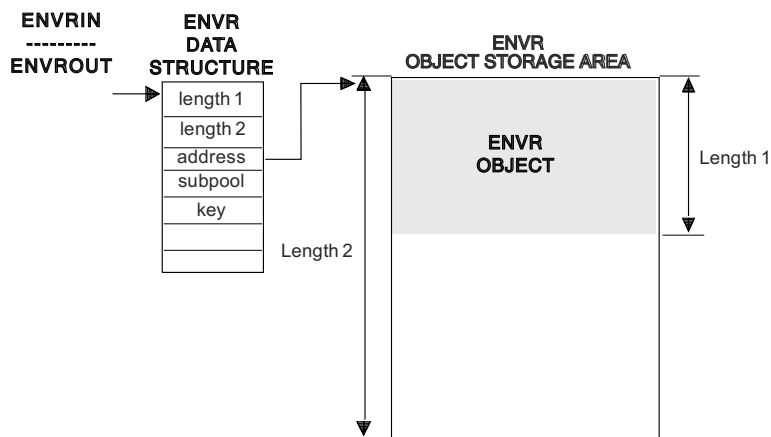 ENVRIN
---------
ENVROUT
ENVR
DATA
STRUCTURE
length 1
length 2
address
subpool
key
ENVR
OBJECT STORAGE AREA
ENVR
OBJECT
Length 1
Length 2